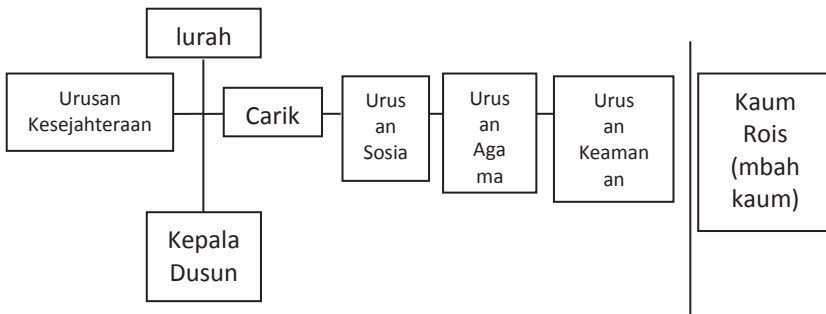 lurah
Urusan
Kesejahteraan
Carik
Urus
an
Sosia
Urus
an
Aga
ma
Urus
an
Keaman
an
Kaum
Rois
(mbah
kaum)
Kepala
Dusun